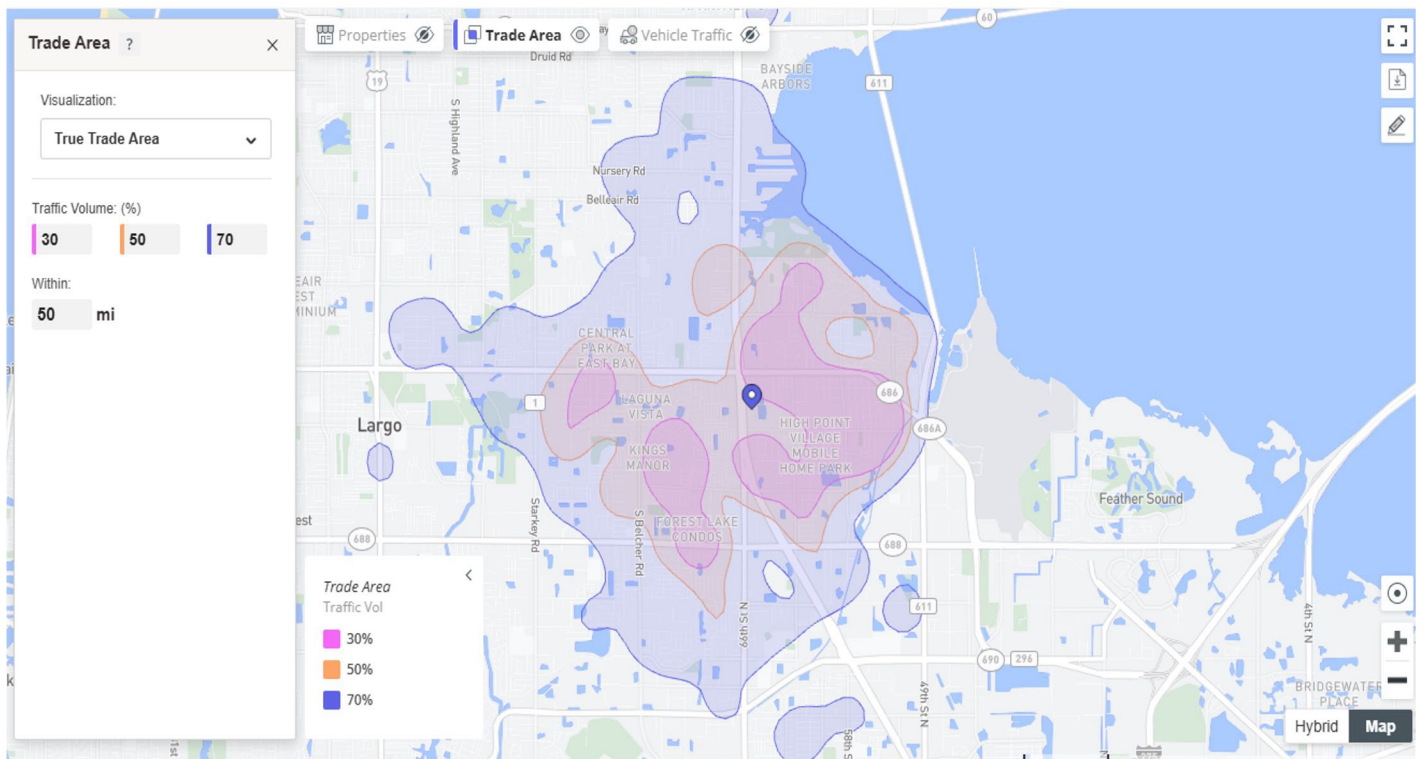 Trade Area ?
Visualization:
True Trade Area
Traffic Volume: (%)
30 50 70
Within:
50 mi
Properties
Trade Area
Vehicle Traffic
60
Druid Rd
19
BAYSIDE
ARBORS
611
S Highland Ave
Nursery Rd
Belleair Rd
CENTRAL
PARK AT
EAST BAY
1
LAGUNA
VISTA
686
Largo
HIGH POINT
VILLAGE
MOBILE
HOME PARK
686A
KINGS
MANOR
Feather Sound
Starkey Rd
S Belcher Rd
FOREST LAKE
CONDOS
688
688
66th St N
611
4th St N
690
296
49th St N
58th S
BRIDGEWATER
PLACE
Trade Area
Traffic Vol
30%
50%
70%
Hybrid
Map